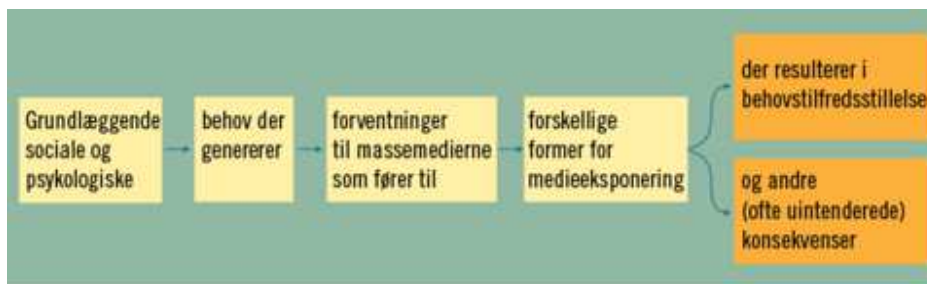 Grundlæggende
sociale og
psykologiske
behov der
genererer
forventninger
til massemedierne
som fører til
forskellige
former for
medieeksponering
der resulterer i
behovstilfredsstillelse
og andre
(ofte uintenderede)
konsekvenser